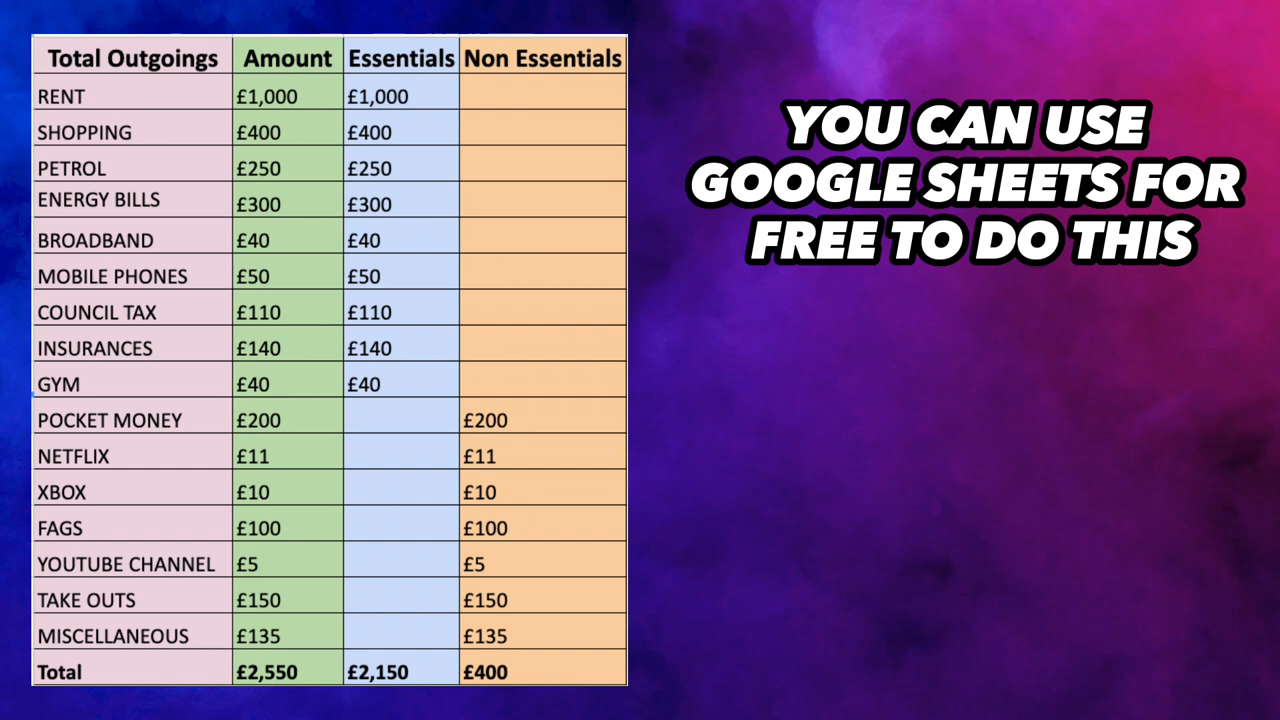 Total Outgoings Amount Essentials Non Essentials
RENT £1,000 £1,000
SHOPPING £400 £400
PETROL £250 £250
ENERGY BILLS £300 £300
BROADBAND £40 £40
MOBILE PHONES £50 £50
COUNCIL TAX £110 £110
INSURANCES £140 £140
GYM £40 £40
POCKET MONEY £200 £200
NETFLIX £11 £11
XBOX £10 £10
FAGS £100 £100
YOUTUBE CHANNEL £5 £5
TAKE OUTS £150 £150
MISCELLANEOUS £135 £135
Total £2,550 £2,150 £400
YOU CAN USE
GOOGLE SHEETS FOR
FREE TO DO THIS